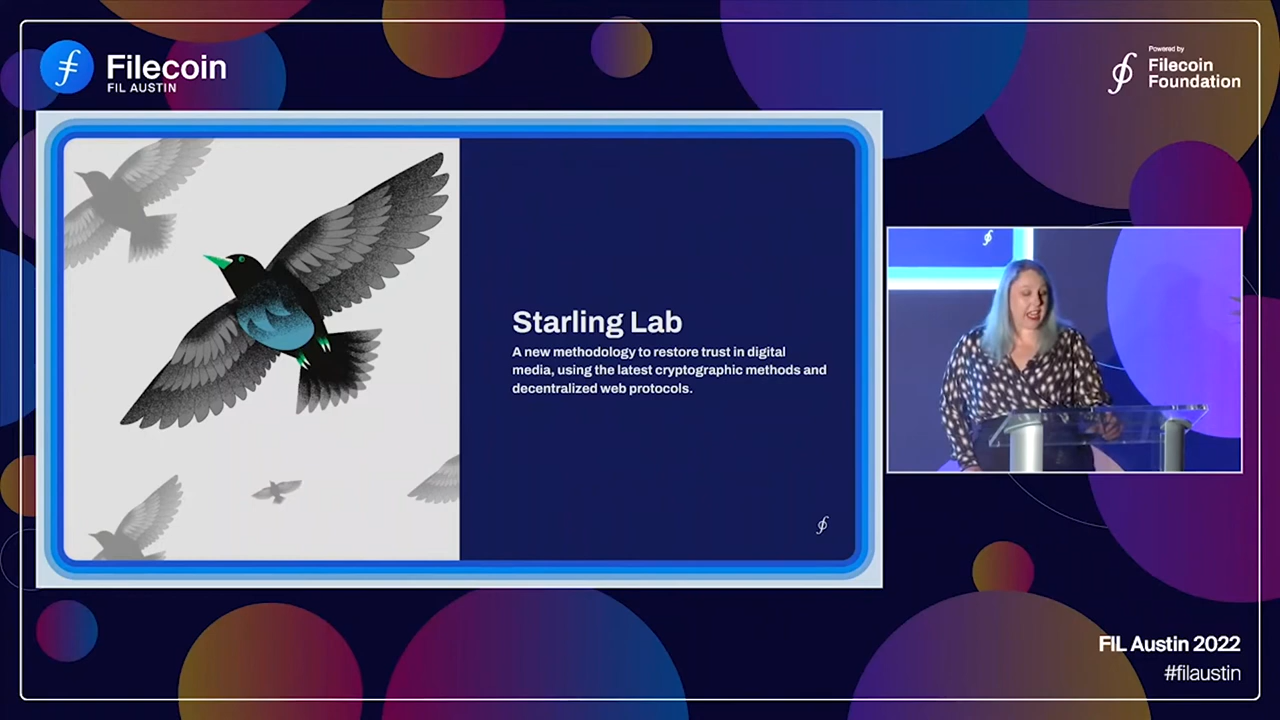 Filecoin
FIL AUSTIN
Powered by
Filecoin
Foundation
Starling Lab
A new methodology to restore trust in digital
media, using the latest cryptographic methods and
decentralized web protocols.
FIL Austin 2022
#filaustin